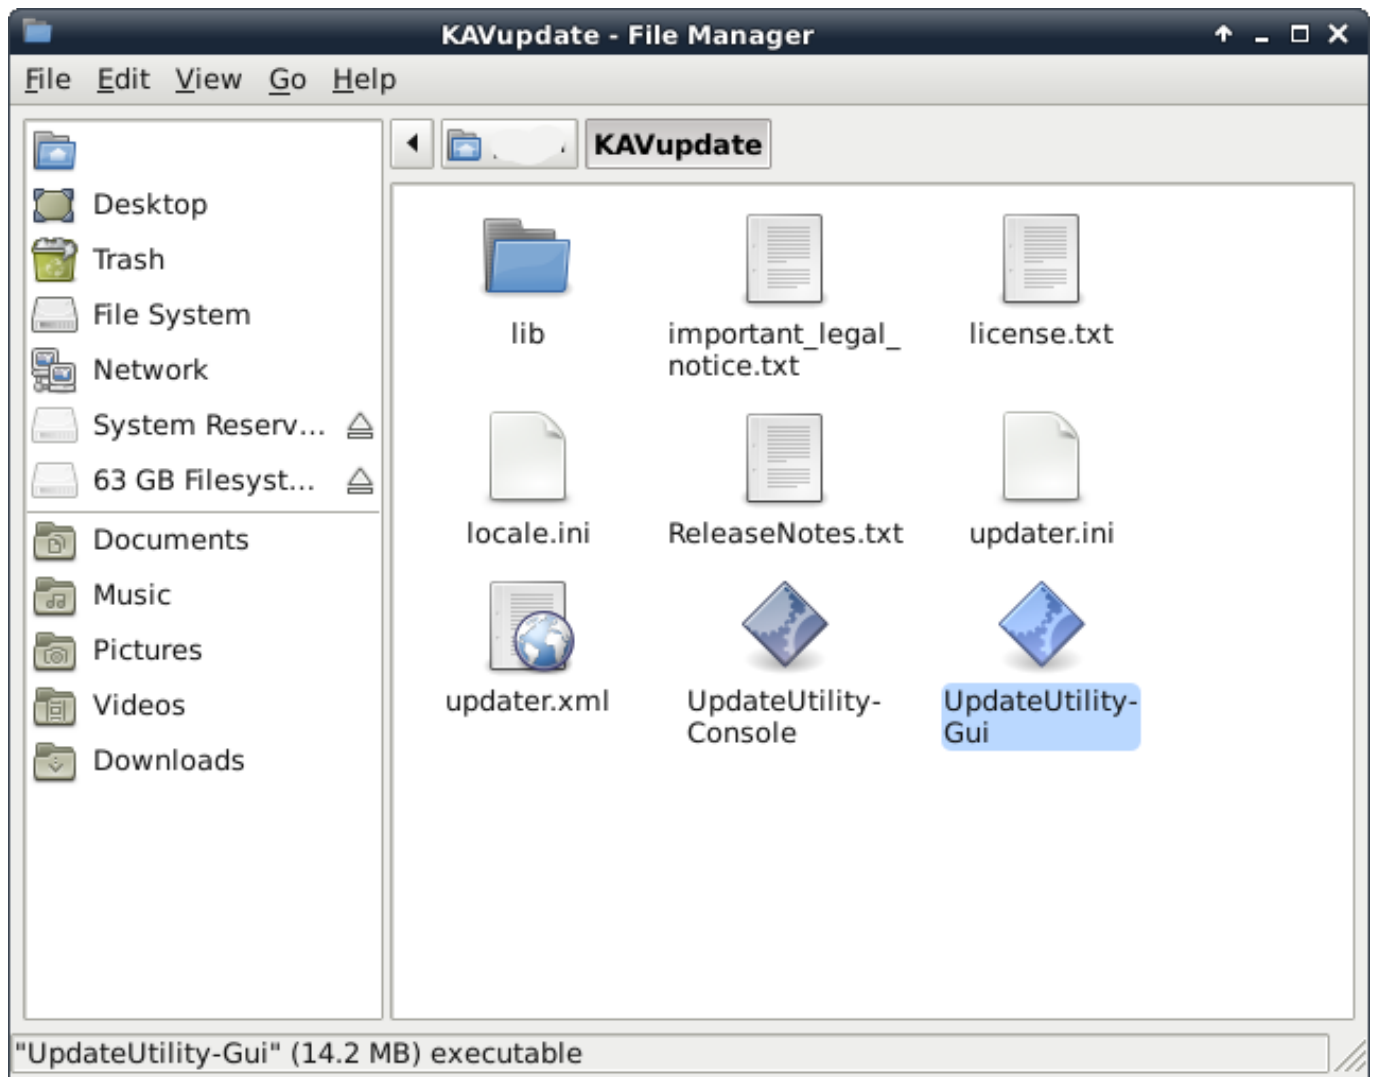 KAVupdate - File Manager
File Edit View Go Help
KAVupdate
Desktop
Trash
File System
Network
System Reserv...
63 GB Filesyst...
Documents
Music
Pictures
Videos
Downloads
lib
important_legal_
notice.txt
license.txt
locale.ini
ReleaseNotes.txt
updater.ini
updater.xml
UpdateUtility-
Console
UpdateUtility-
Gui
"UpdateUtility-Gui" (14.2 MB) executable